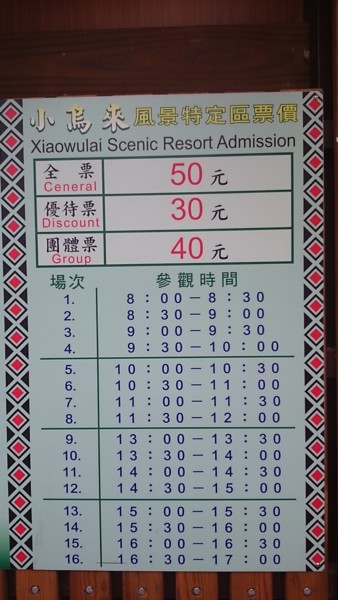 小烏來風景特定區票價
Xiaowulai Scenic Resort Admission
全 票 50 元
Ceneral
優待票 30 元
Discount
團體票 40 元
Group
場次 參觀時間
1. 8：00－8：30
2. 8：30－9：00
3. 9：00－9：30
4. 9：30－10：00
5. 10：00－10：30
6. 10：30－11：00
7. 11：00－11：30
8. 11：30－12：00
9. 13：00－13：30
10. 13：30－14：00
11. 14：00－14：30
12. 14：30－15：00
13. 15：00－15：30
14. 15：30－16：00
15. 16：00－16：30
16. 16：30－17：00